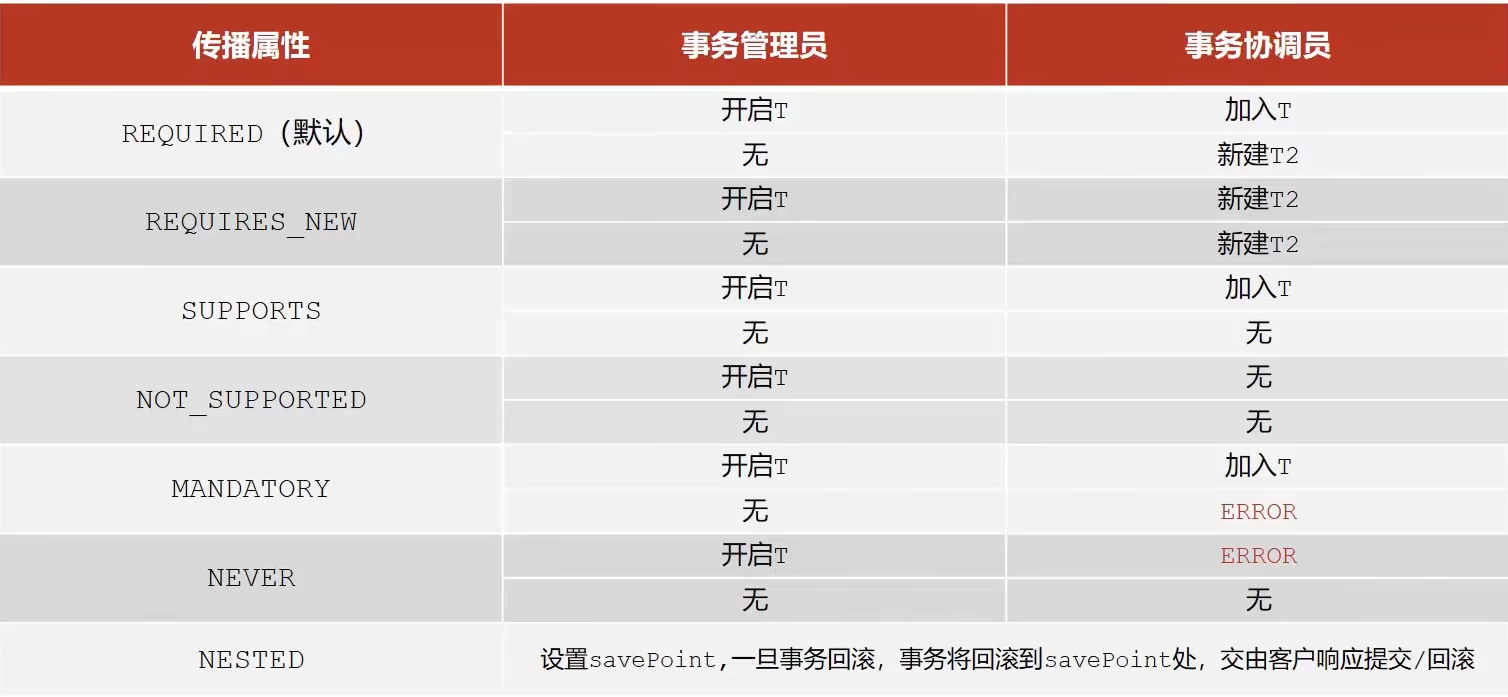 传播属性 事务管理员 事务协调员
REQUIRED（默认） 开启T 加入T
无 新建T2
REQUIRES_NEW 开启T 新建T2
无 新建T2
SUPPORTS 开启T 加入T
无 无
NOT_SUPPORTED 开启T 无
无 无
MANDATORY 开启T 加入T
无 ERROR
NEVER 开启T ERROR
无 无
NESTED 设置savePoint,一旦事务回滚，事务将回滚到savePoint处，交由客户响应提交/回滚